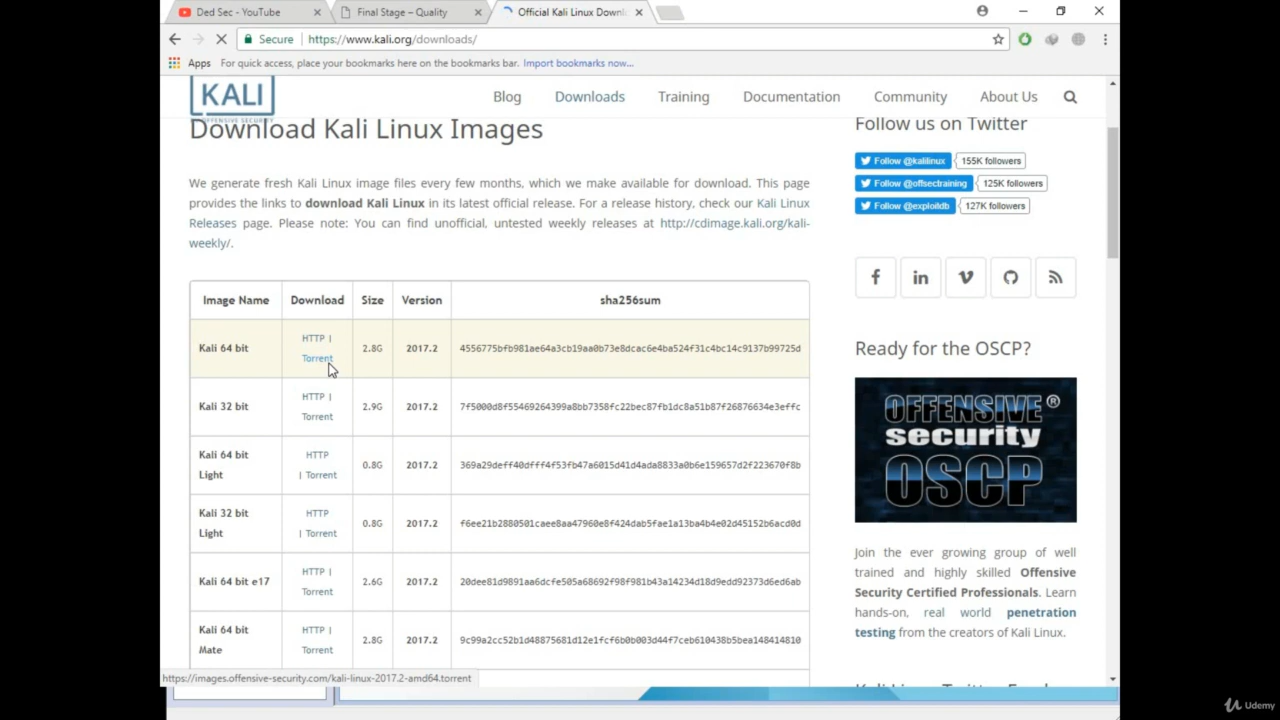 Ded Sec - YouTube
Final Stage – Quality
Official Kali Linux Downl
Secure
https://www.kali.org/downloads/
Apps
For quick access, place your bookmarks here on the bookmarks bar. Import bookmarks now...
KALI
BY OFFENSIVE SECURITY
Blog
Downloads
Training
Documentation
Community
About Us
Download Kali Linux Images
We generate fresh Kali Linux image files every few months, which we make available for download. This page
provides the links to download Kali Linux in its latest official release. For a release history, check our Kali Linux
Releases page. Please note: You can find unofficial, untested weekly releases at http://cdimage.kali.org/kali-
weekly/.
Image Name
Download
Size
Version
sha256sum
Kali 64 bit
HTTP |
Torrent
2.8G
2017.2
4556775bfb981ae64a3cb19aa0b73e8dcac6e4ba524f31c4bc14c9137b99725d
Kali 32 bit
HTTP |
Torrent
2.9G
2017.2
7f5000d8f55469264399a8bb7358fc22bec87fb1dc8a51b87f26876634e3effc
Kali 64 bit
Light
HTTP
| Torrent
0.8G
2017.2
369a29deff40dfff4f53fb47a6015d41d4ada8833a0b6e159657d2f223670f8b
Kali 32 bit
Light
HTTP
| Torrent
0.8G
2017.2
f6ee21b2880501caee8aa47960e8f424dab5fae1a13ba4b4e02d45152b6acd0d
Kali 64 bit e17
HTTP |
Torrent
2.6G
2017.2
20dee81d9891aa6dcfe505a68692f98f981b43a14234d18d9edd92373d6ed6ab
Kali 64 bit
Mate
HTTP |
Torrent
2.8G
2017.2
9c99a2cc52b1d48875681d12e1fcf6b0b003d44f7ceb610438b5bea148414810
https://images.offensive-security.com/kali-linux-2017.2-amd64.torrent
Follow us on Twitter
Follow @kalilinux
155K followers
Follow @offsectraining
125K followers
Follow @exploitdb
127K followers
Ready for the OSCP?
OFFENSIVE ®
security
OSCP
Join the ever growing group of well
trained and highly skilled Offensive
Security Certified Professionals. Learn
hands-on, real world penetration
testing from the creators of Kali Linux.
Udemy